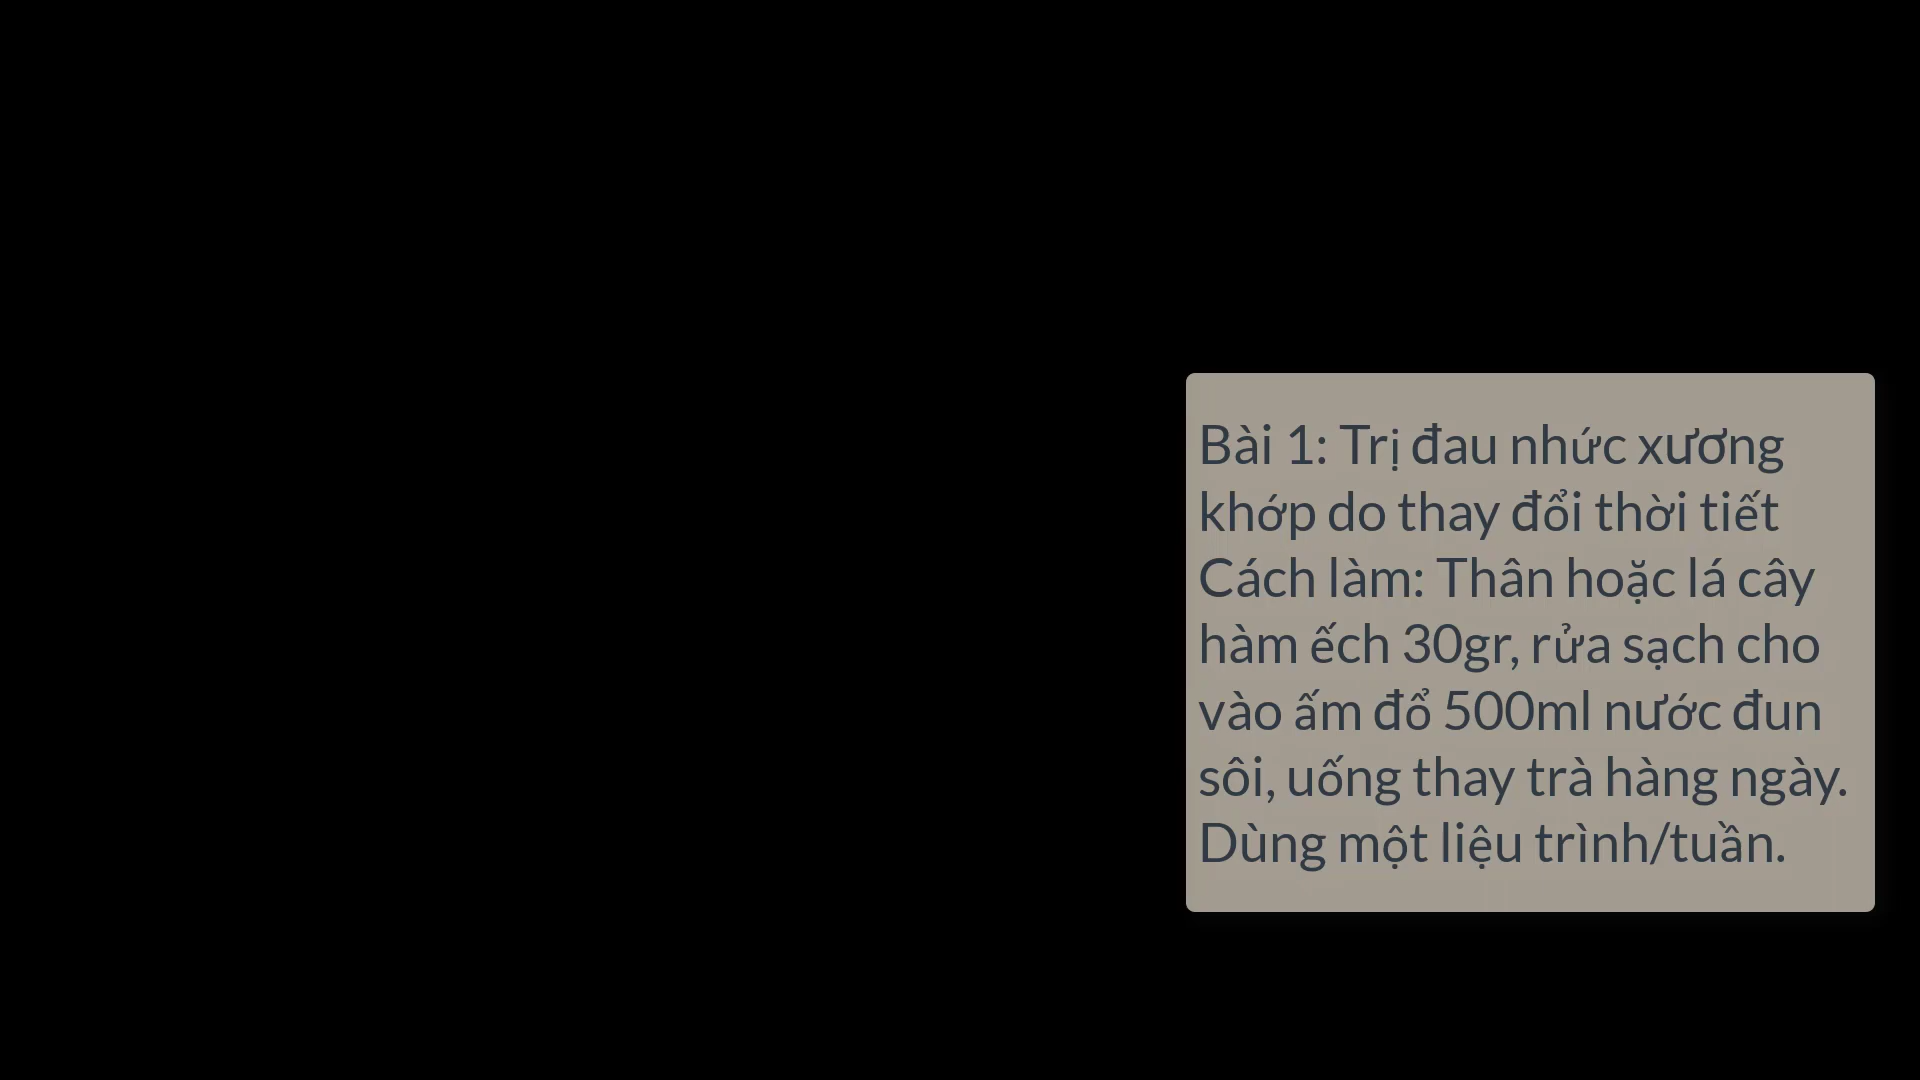 Bài 1: Trị đau nhức xương
khớp do thay đổi thời tiết
Cách làm: Thân hoặc lá cây
hàm ếch 30gr, rửa sạch cho
vào ấm đổ 500ml nước đun
sôi, uống thay trà hàng ngày.
Dùng một liệu trình/tuần.